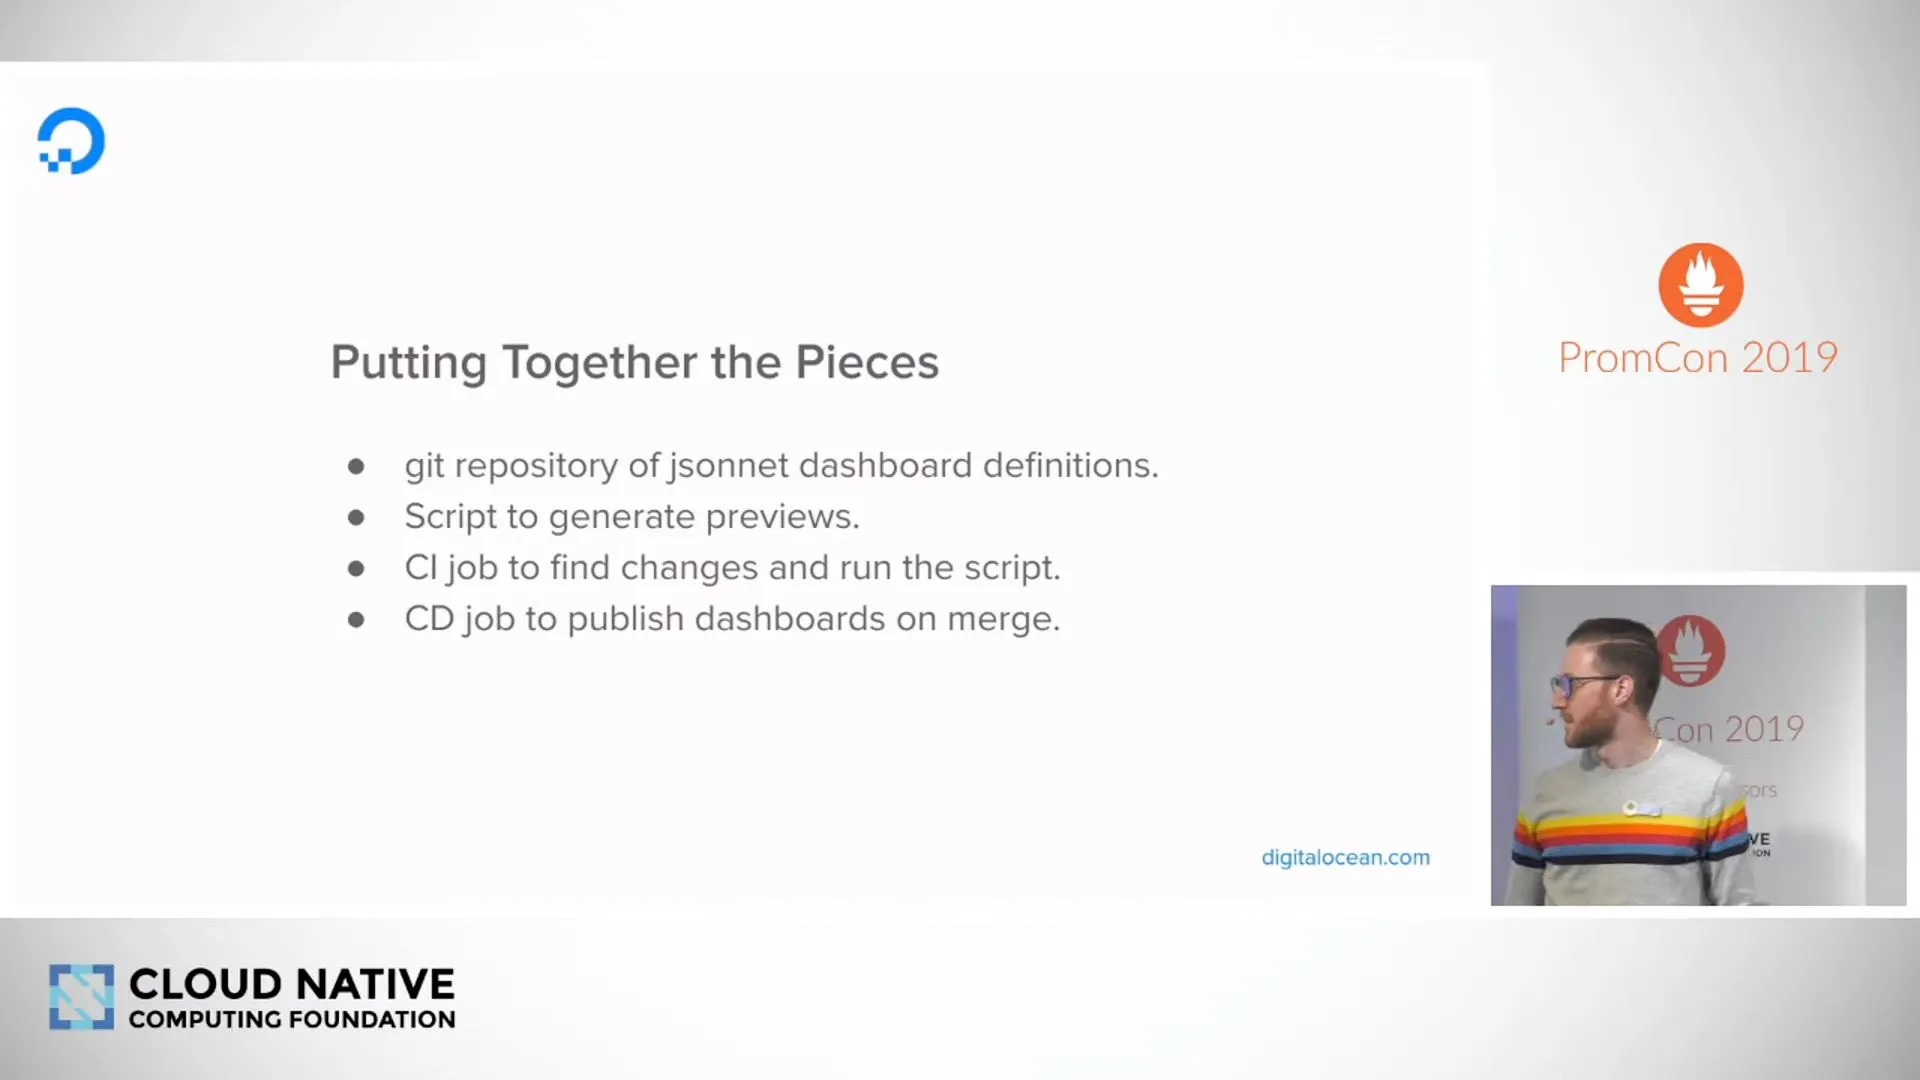 Putting Together the Pieces
● git repository of jsonnet dashboard definitions.
● Script to generate previews.
● CI job to find changes and run the script.
● CD job to publish dashboards on merge.
digitalocean.com
PromCon 2019
Con 2019
sors
VE
ION
CLOUD NATIVE
COMPUTING FOUNDATION